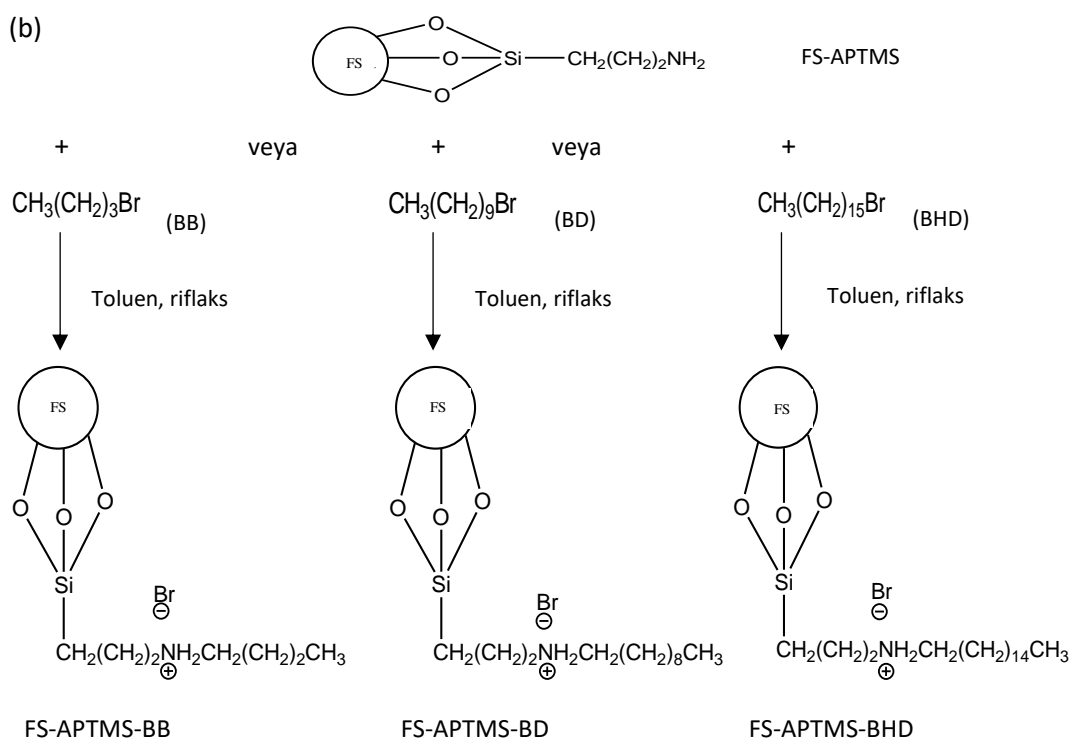 (b)
O
FS O Si CH₂(CH₂)₂NH₂ FS-APTMS
O
+ veya + veya +
CH₃(CH₂)₃Br (BB) CH₃(CH₂)₉Br (BD) CH₃(CH₂)₁₅Br (BHD)
Toluen, riflaks Toluen, riflaks Toluen, riflaks
FS FS FS
O O O O O O
O O O
Si Si Si
Br Br Br
⊖ ⊖ ⊖
CH₂(CH₂)₂NH₂CH₂(CH₂)₂CH₃ CH₂(CH₂)₂NH₂CH₂(CH₂)₈CH₃ CH₂(CH₂)₂NH₂CH₂(CH₂)₁₄CH₃
⊕ ⊕ ⊕
FS-APTMS-BB FS-APTMS-BD FS-APTMS-BHD